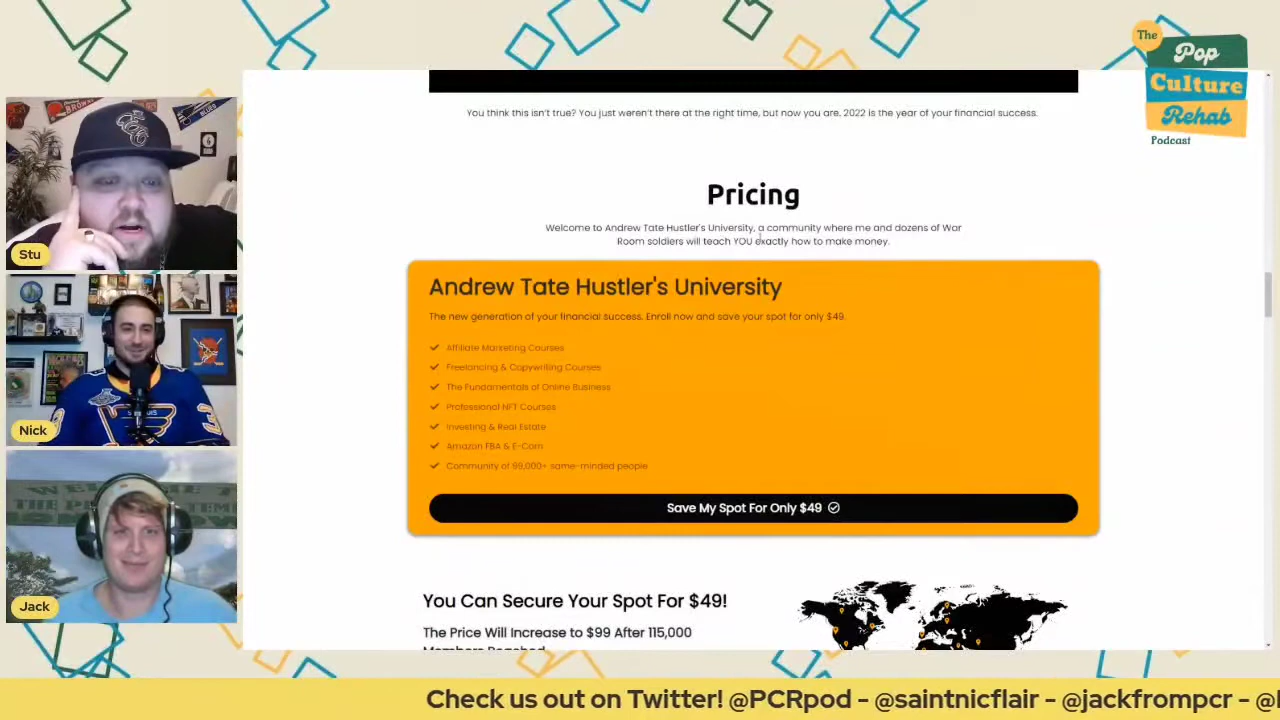 The
Pop
Culture
Rehab
Podcast
You think this isn't true? You just weren't there at the right time, but now you are. 2022 is the year of your financial success.
Pricing
Welcome to Andrew Tate Hustler's University, a community where me and dozens of War
Room soldiers will teach YOU exactly how to make money.
Andrew Tate Hustler's University
The new generation of your financial success. Enroll now and save your spot for only $49.
Affiliate Marketing Courses
Freelancing & Copywriting Courses
The Fundamentals of Online Business
Professional NFT Courses
Investing & Real Estate
Amazon FBA & E-Com
Community of 99,000+ same-minded people
Save My Spot For Only $49
You Can Secure Your Spot For $49!
The Price Will Increase to $99 After 115,000
Members Reached
Stu
Nick
Jack
Check us out on Twitter! @PCRpod - @saintnicflair - @jackfrompcr - @